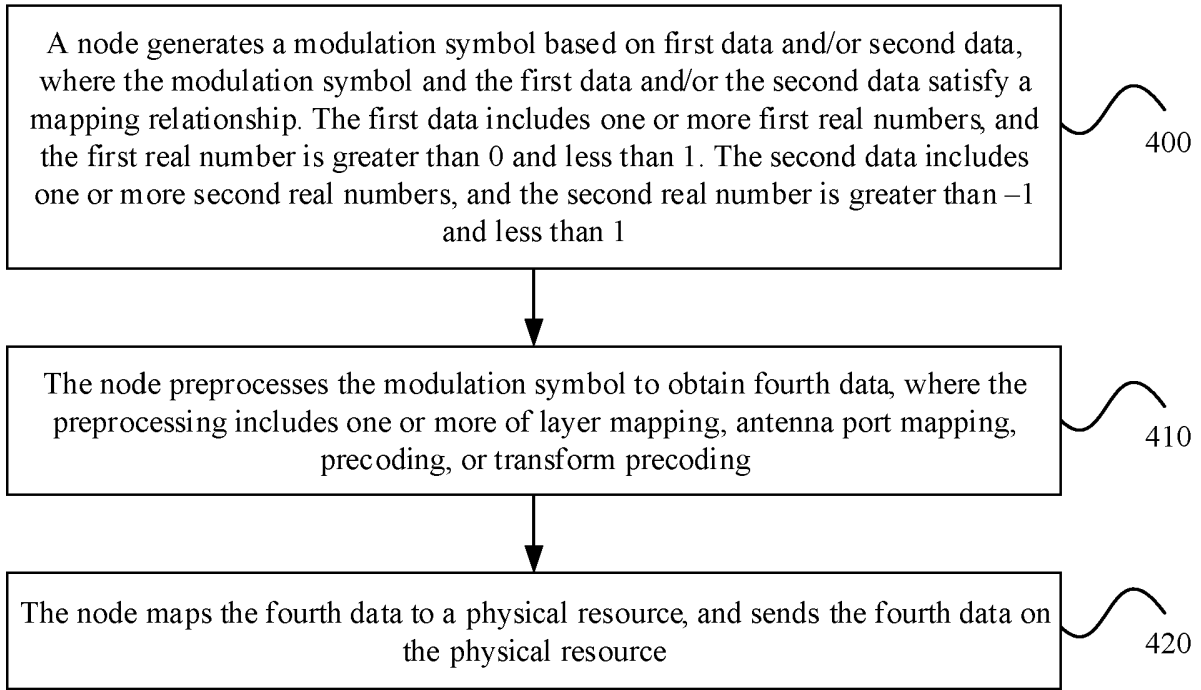 A node generates a modulation symbol based on first data and/or second data,
where the modulation symbol and the first data and/or the second data satisfy a
mapping relationship. The first data includes one or more first real numbers, and
the first real number is greater than 0 and less than 1. The second data includes
one or more second real numbers, and the second real number is greater than –1
and less than 1
400
The node preprocesses the modulation symbol to obtain fourth data, where the
preprocessing includes one or more of layer mapping, antenna port mapping,
precoding, or transform precoding
410
The node maps the fourth data to a physical resource, and sends the fourth data on
the physical resource
420